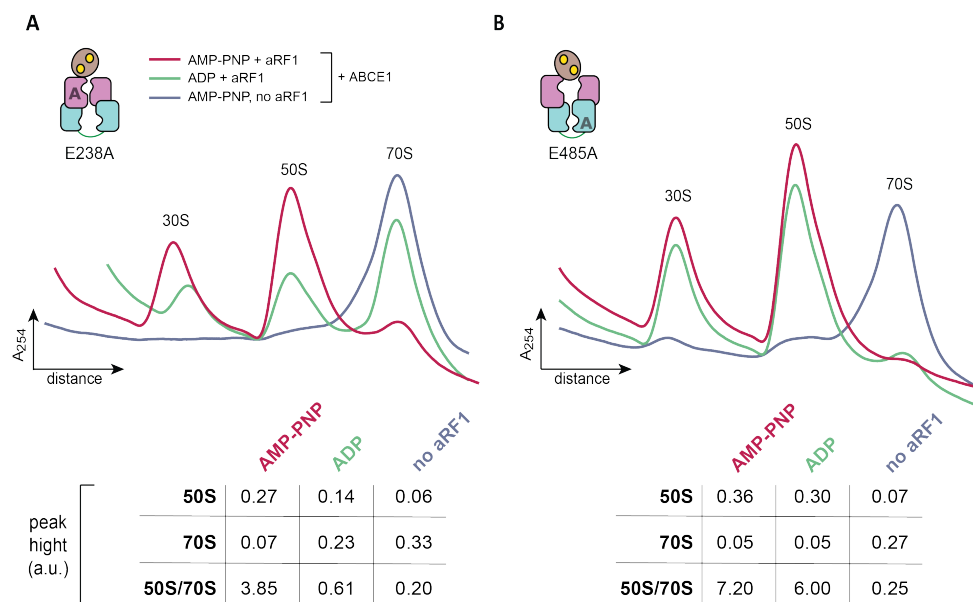 A
AMP-PNP + aRF1
ADP + aRF1
AMP-PNP, no aRF1
+ ABCE1
A
E238A
30S
50S
70S
A254
distance
AMP-PNP
ADP
no aRF1
peak
hight
(a.u.)
50S 0.27 0.14 0.06
70S 0.07 0.23 0.33
50S/70S 3.85 0.61 0.20
B
A
E485A
30S
50S
70S
A254
distance
AMP-PNP
ADP
no aRF1
50S 0.36 0.30 0.07
70S 0.05 0.05 0.27
50S/70S 7.20 6.00 0.25